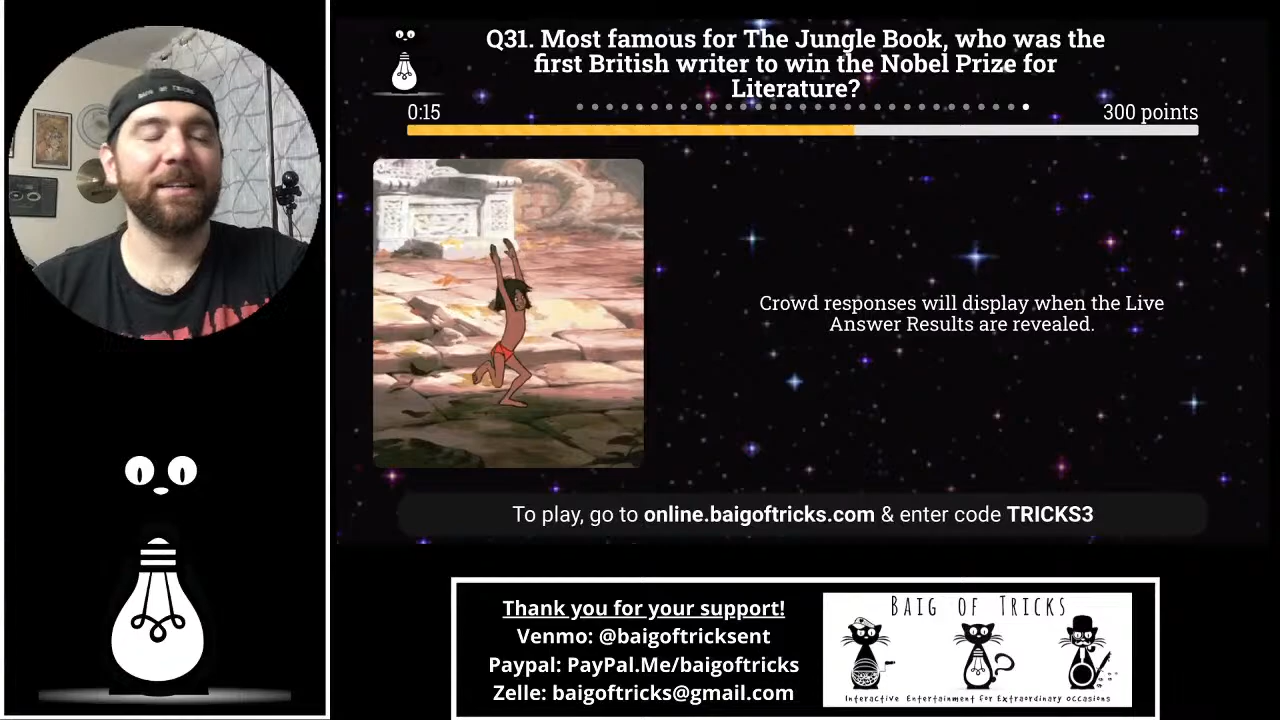 Q31. Most famous for The Jungle Book, who was the
first British writer to win the Nobel Prize for
Literature?
0:15
300 points
Crowd responses will display when the Live
Answer Results are revealed.
To play, go to online.baigoftricks.com & enter code TRICKS3
Thank you for your support!
Venmo: @baigoftricksent
Paypal: PayPal.Me/baigoftricks
Zelle: baigoftricks@gmail.com
BAIG OF TRICKS
Interactive Entertainment for Extraordinary occasions